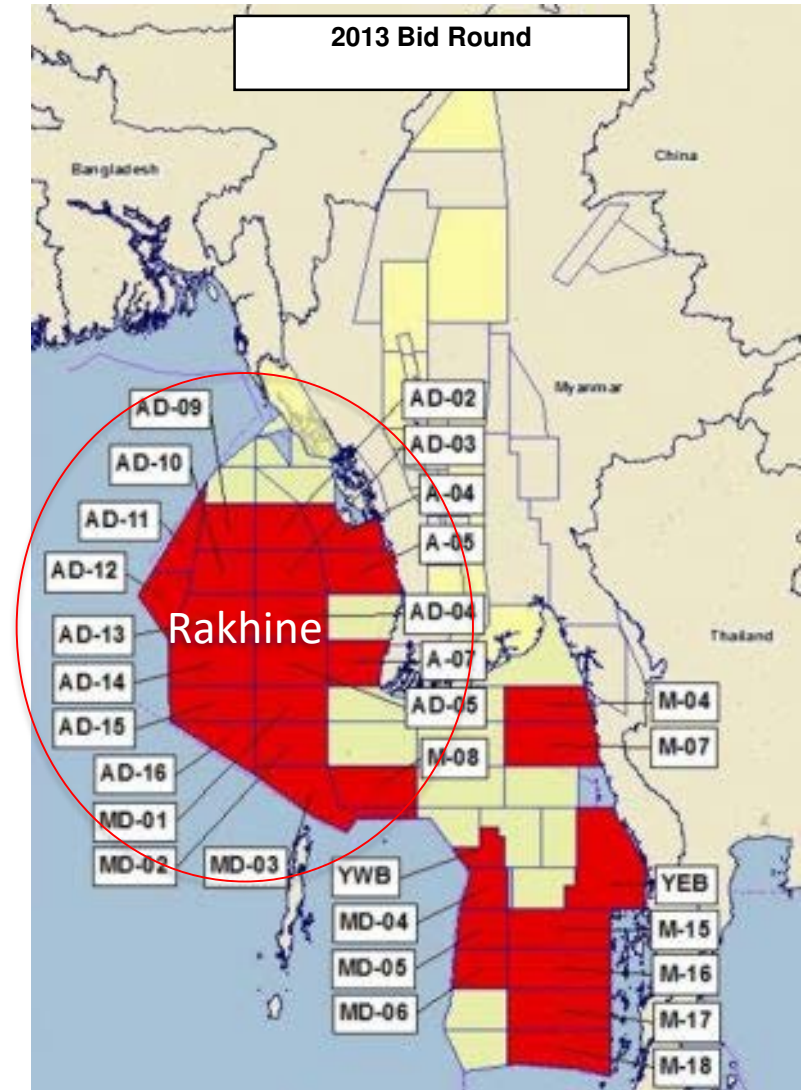 2013 Bid Round
China
Bangladesh
Myanmar
AD-02
AD-09
AD-03
AD-10
A-04
AD-11
A-05
AD-12
AD-04
AD-13
Rakhine
Thailand
A-07
AD-14
AD-05
M-04
AD-15
M-07
M-08
AD-16
MD-01
MD-02
MD-03
YWB
YEB
MD-04
M-15
MD-05
M-16
MD-06
M-17
M-18